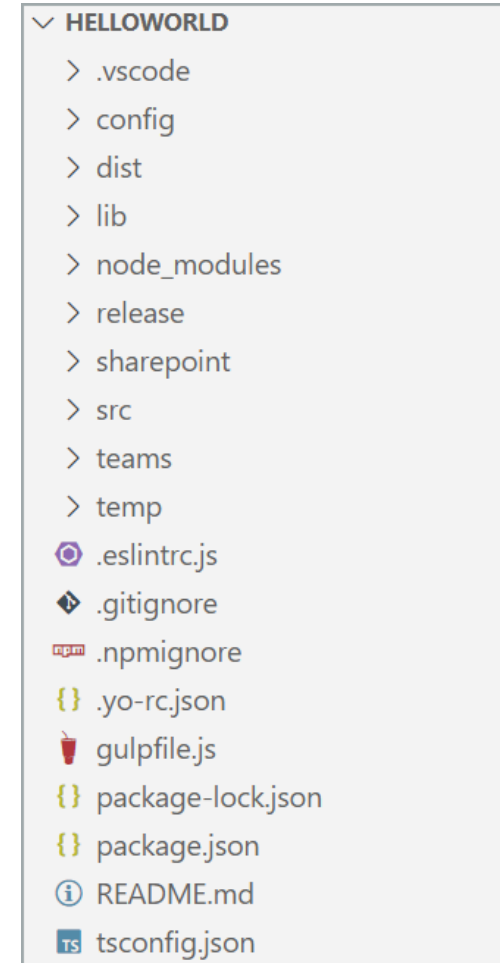 HELLOWORLD
.vscode
config
dist
lib
node_modules
release
sharepoint
src
teams
temp
.eslintrc.js
.gitignore
npm .npmignore
{} .yo-rc.json
gulpfile.js
{} package-lock.json
{} package.json
README.md
TS tsconfig.json